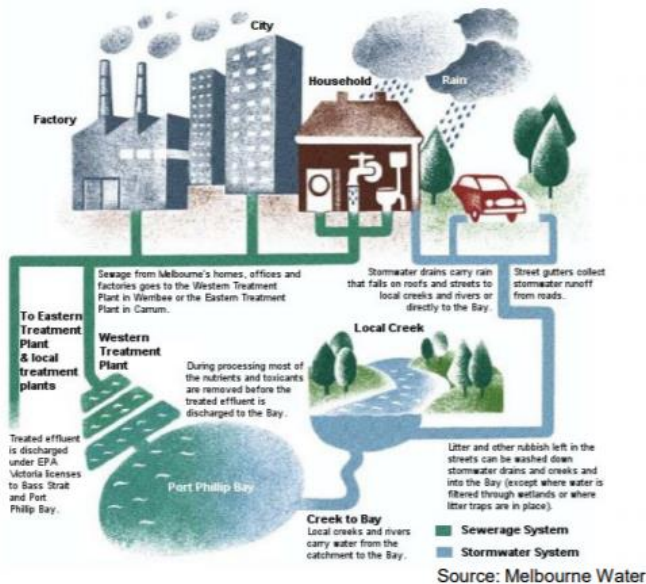 City
Household
Rain
Factory
Sewage from Melbourne's homes, offices and
factories goes to the Western Treatment
Plant in Werribee or the Eastern Treatment
Plant in Carrum.
Stormwater drains carry rain
that falls on roofs and streets to
local creeks and rivers or
directly to the Bay.
Street gutters collect
stormwater runoff
from roads.
To Eastern
Treatment
Plant
& local
treatment
plants
Western
Treatment
Plant
During processing most of
the nutrients and toxicants
are removed before the
treated effluent is
discharged to the Bay.
Local Creek
Treated effluent
is discharged
under EPA
Victoria licenses
to Bass Strait
and Port
Phillip Bay.
Port Phillip Bay
Litter and other rubbish left in the
streets can be washed down
stormwater drains and creeks and
into the Bay (except where water is
filtered through wetlands or where
litter traps are in place).
Creek to Bay
Local creeks and rivers
carry water from the
catchment to the Bay.
Sewerage System
Stormwater System
Source: Melbourne Water